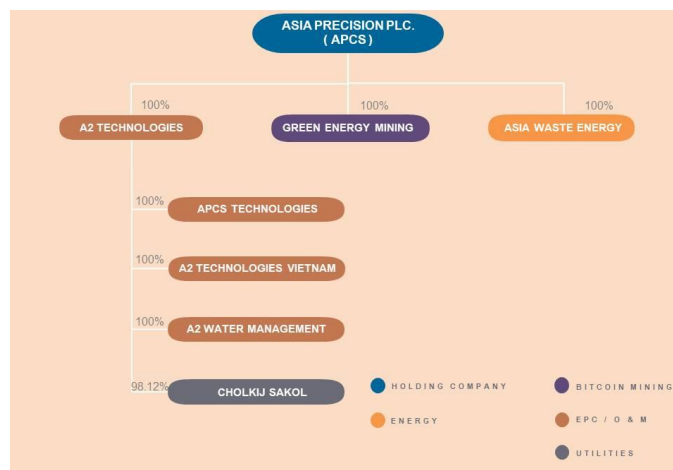 ASIA PRECISION PLC.
( APCS )
100%
100%
100%
A2 TECHNOLOGIES
GREEN ENERGY MINING
ASIA WASTE ENERGY
100%
APCS TECHNOLOGIES
100%
A2 TECHNOLOGIES VIETNAM
100%
A2 WATER MANAGEMENT
98.12%
CHOLKIJ SAKOL
HOLDING COMPANY
BITCOIN MINING
ENERGY
EPC / O & M
UTILITIES